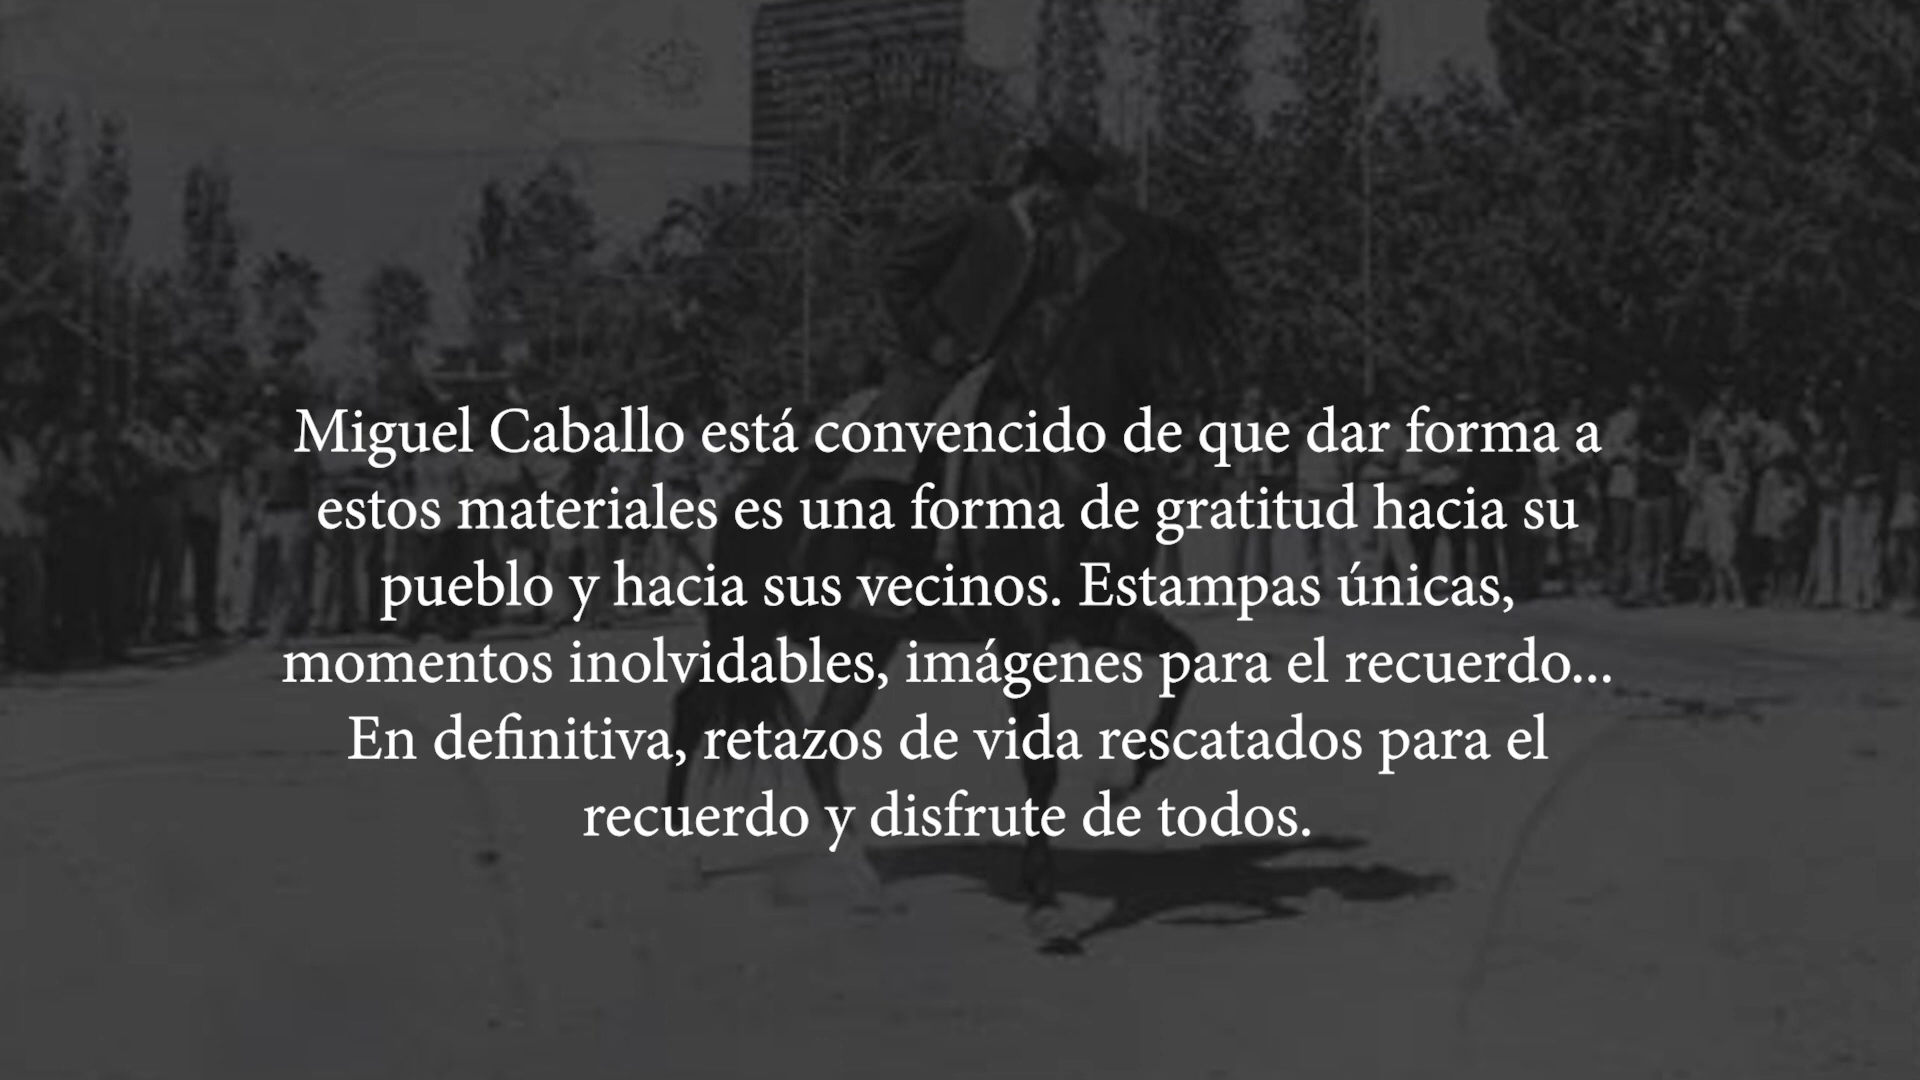 Miguel Caballo está convencido de que dar forma a
estos materiales es una forma de gratitud hacia su
pueblo y hacia sus vecinos. Estampas únicas,
momentos inolvidables, imágenes para el recuerdo...
En definitiva, retazos de vida rescatados para el
recuerdo y disfrute de todos.